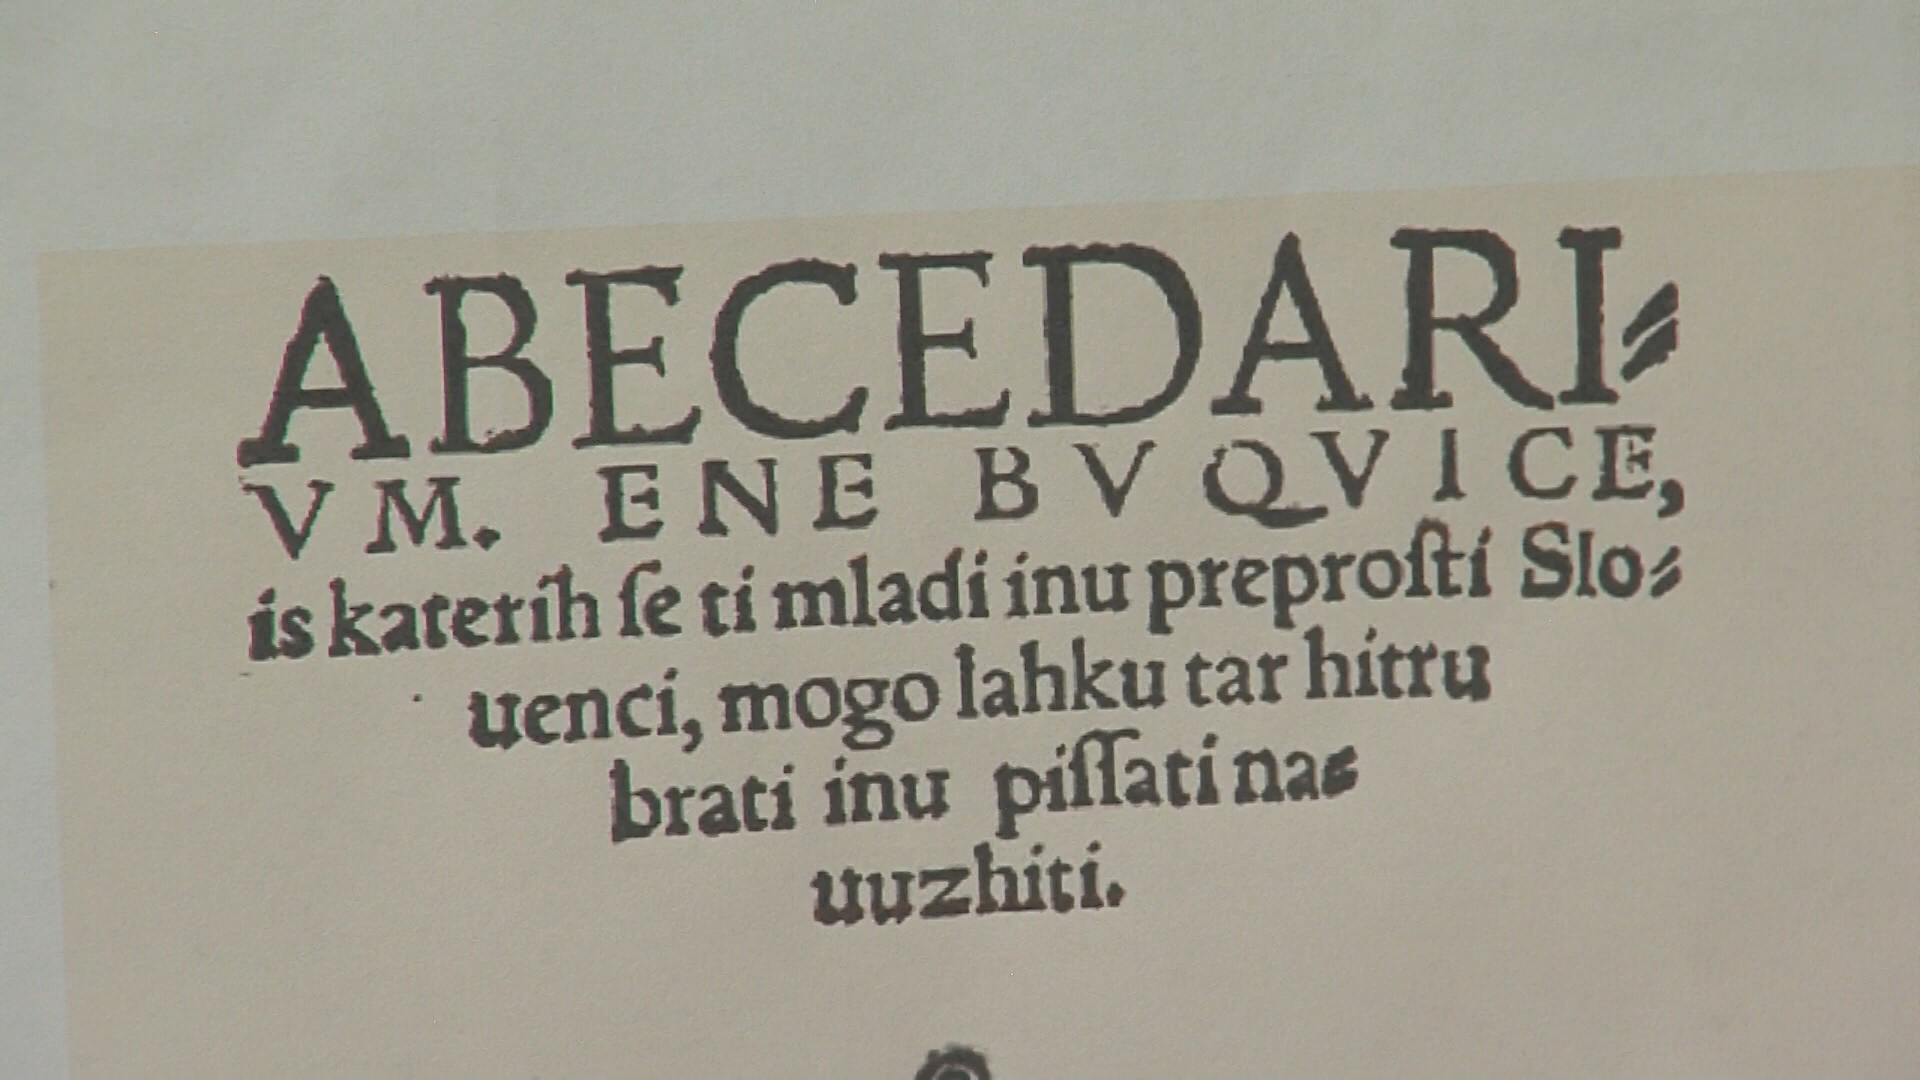 ABECEDARI⸗
VM. ENE BVQVICE,
is katerih ſe ti mladi inu preproſti Slo⸗
uenci, mogo lahku tar hitru
brati inu piſſati na⸗
uuzhiti.